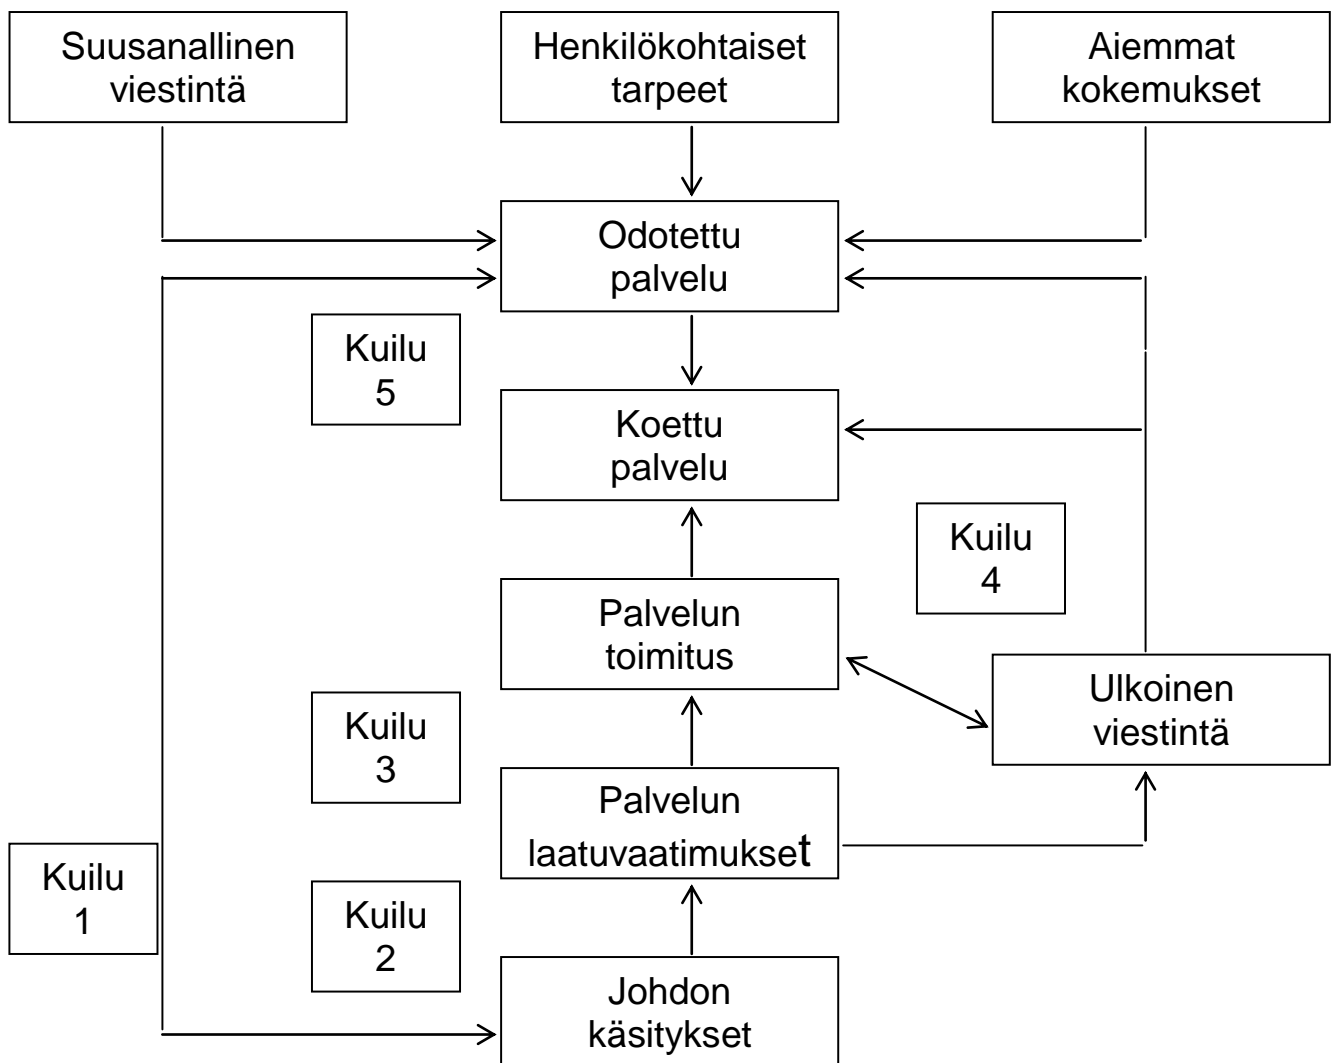 Suusanallinen
viestintä
Henkilökohtaiset
tarpeet
Aiemmat
kokemukset
Odotettu
palvelu
Kuilu
5
Koettu
palvelu
Kuilu
4
Palvelun
toimitus
Ulkoinen
viestintä
Kuilu
3
Palvelun
laatuvaatimukset
Kuilu
1
Kuilu
2
Johdon
käsitykset